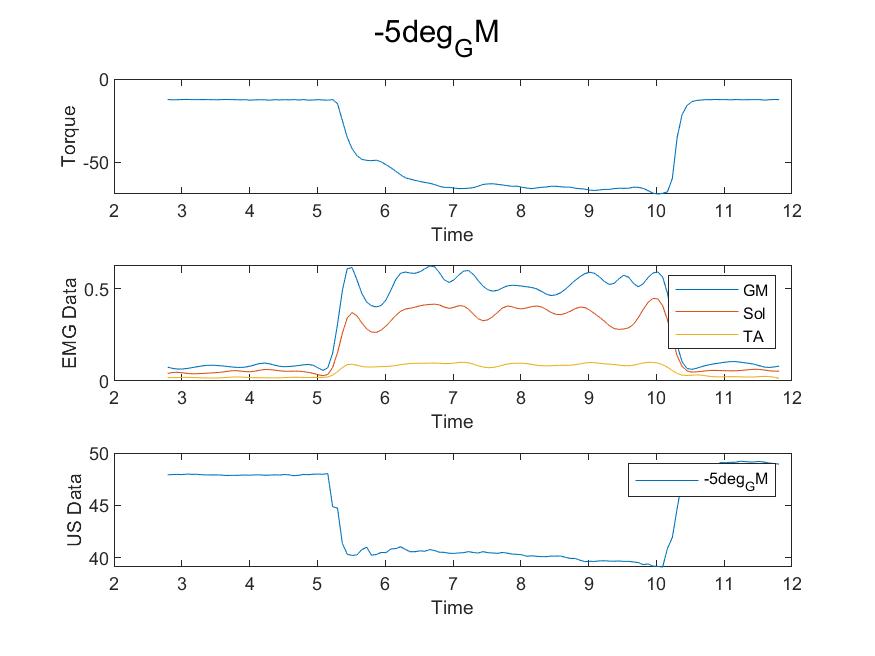 -5deg_GM
0
-50
Torque
2 3 4 5 6 7 8 9 10 11 12
Time
0.5
0
EMG Data
GM
Sol
TA
2 3 4 5 6 7 8 9 10 11 12
Time
50
45
40
US Data
-5deg_GM
2 3 4 5 6 7 8 9 10 11 12
Time